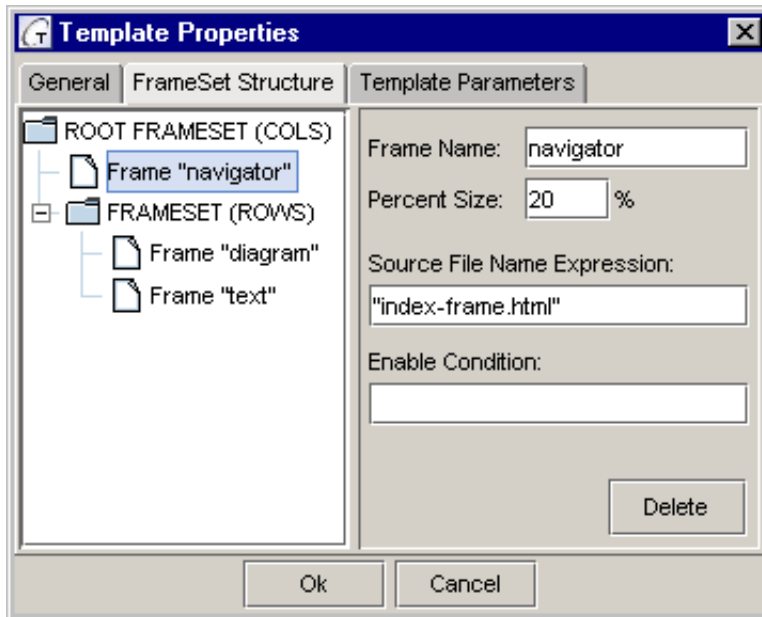 Template Properties
General FrameSet Structure Template Parameters
ROOT FRAMESET (COLS)
Frame "navigator"
FRAMESET (ROWS)
Frame "diagram"
Frame "text"
Frame Name: navigator
Percent Size: 20 %
Source File Name Expression:
"index-frame.html"
Enable Condition:
Delete
Ok Cancel